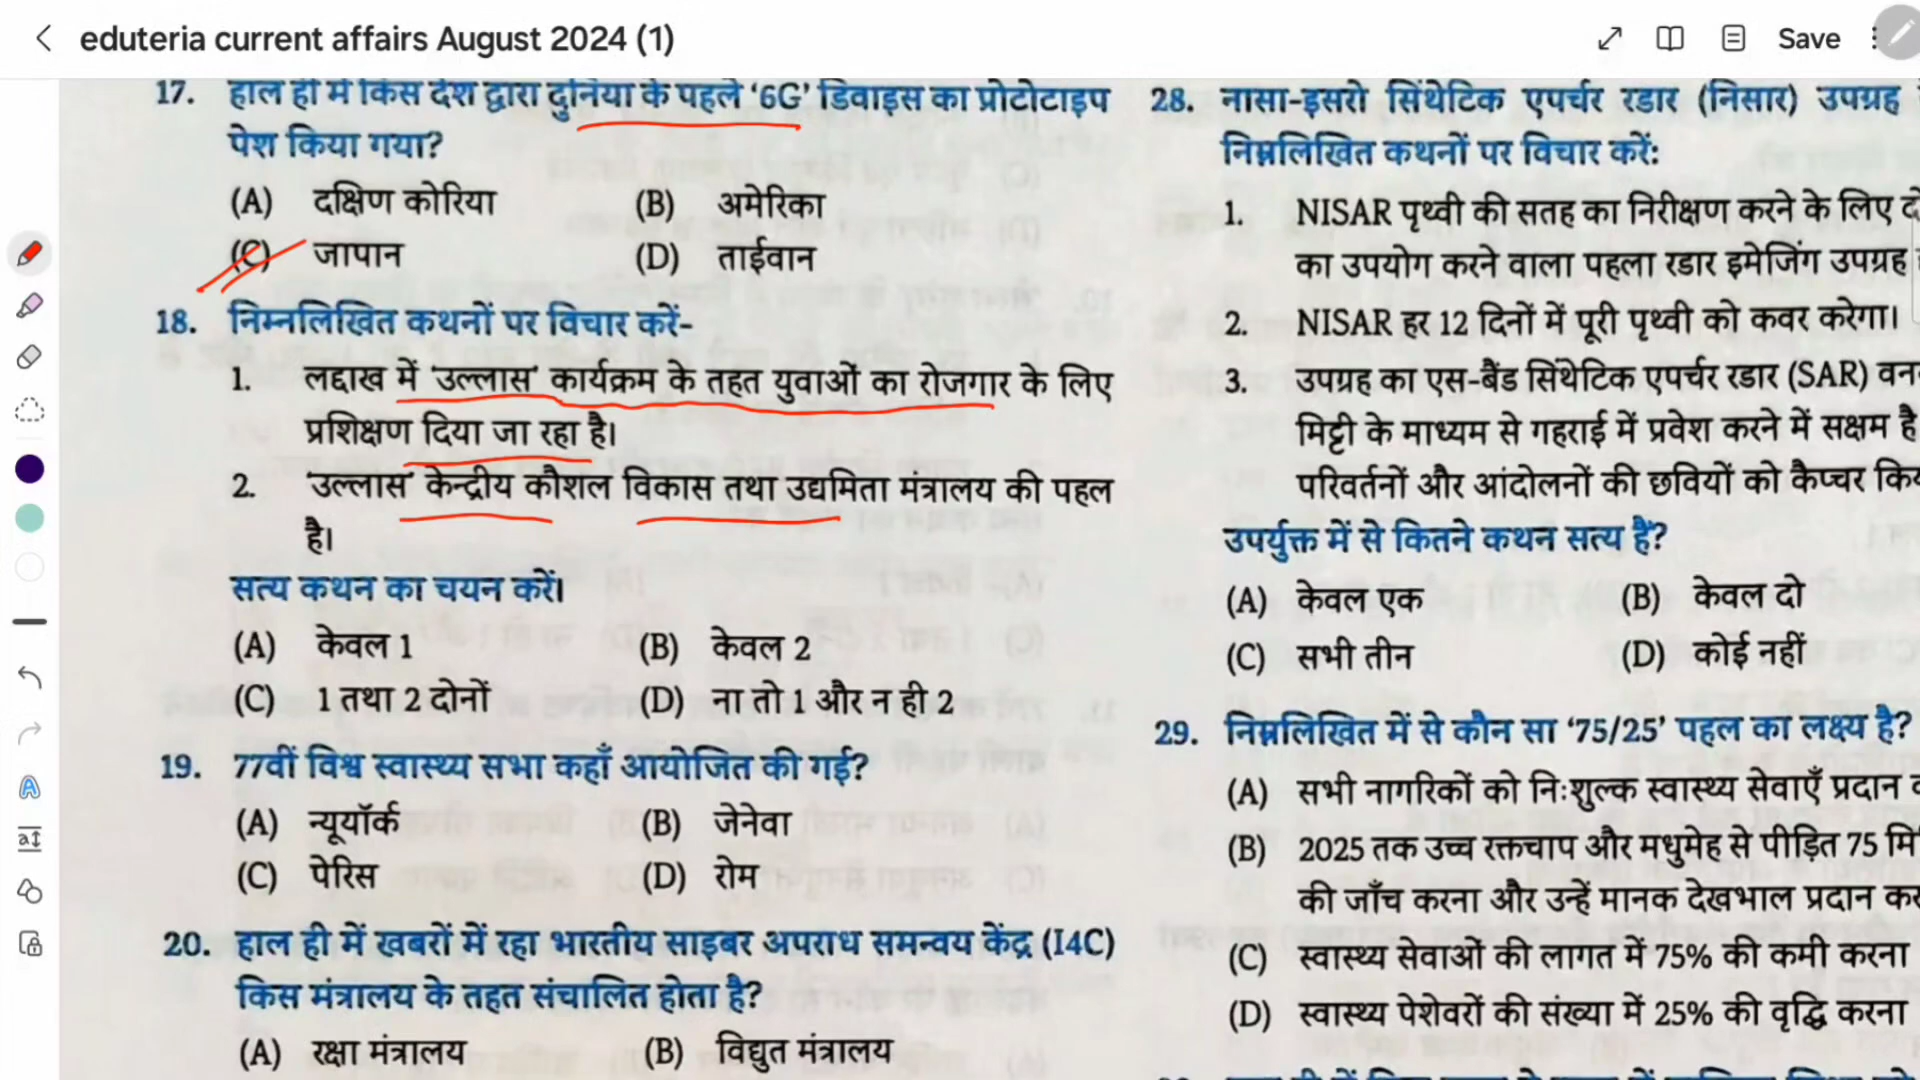 eduteria current affairs August 2024 (1)
Save
17. हाल ही में किस देश द्वारा दुनिया के पहले ‘6G’ डिवाइस का प्रोटोटाइप
पेश किया गया?
(A) दक्षिण कोरिया (B) अमेरिका
(C) जापान (D) ताईवान
18. निम्नलिखित कथनों पर विचार करें-
1. लद्दाख में ‘उल्लास’ कार्यक्रम के तहत युवाओं का रोजगार के लिए
प्रशिक्षण दिया जा रहा है।
2. ‘उल्लास’ केन्द्रीय कौशल विकास तथा उद्यमिता मंत्रालय की पहल
है।
सत्य कथन का चयन करें।
(A) केवल 1 (B) केवल 2
(C) 1 तथा 2 दोनों (D) ना तो 1 और न ही 2
19. 77वीं विश्व स्वास्थ्य सभा कहाँ आयोजित की गई?
(A) न्यूयॉर्क (B) जेनेवा
(C) पेरिस (D) रोम
20. हाल ही में खबरों में रहा भारतीय साइबर अपराध समन्वय केंद्र (I4C)
किस मंत्रालय के तहत संचालित होता है?
(A) रक्षा मंत्रालय (B) विद्युत मंत्रालय
28. नासा-इसरो सिंथेटिक एपर्चर रडार (निसार) उपग्रह
निम्नलिखित कथनों पर विचार करें:
1. NISAR पृथ्वी की सतह का निरीक्षण करने के लिए
का उपयोग करने वाला पहला रडार इमेजिंग उपग्रह
2. NISAR हर 12 दिनों में पूरी पृथ्वी को कवर करेगा।
3. उपग्रह का एस-बैंड सिंथेटिक एपर्चर रडार (SAR) वन
मिट्टी के माध्यम से गहराई में प्रवेश करने में सक्षम है
परिवर्तनों और आंदोलनों की छवियों को कैप्चर
उपर्युक्त में से कितने कथन सत्य हैं?
(A) केवल एक (B) केवल दो
(C) सभी तीन (D) कोई नहीं
29. निम्नलिखित में से कौन सा ‘75/25’ पहल का लक्ष्य है?
(A) सभी नागरिकों को निःशुल्क स्वास्थ्य सेवाएँ प्रदान
(B) 2025 तक उच्च रक्तचाप और मधुमेह से पीड़ित 75
की जाँच करना और उन्हें मानक देखभाल प्रदान
(C) स्वास्थ्य सेवाओं की लागत में 75% की कमी करना
(D) स्वास्थ्य पेशेवरों की संख्या में 25% की वृद्धि करना